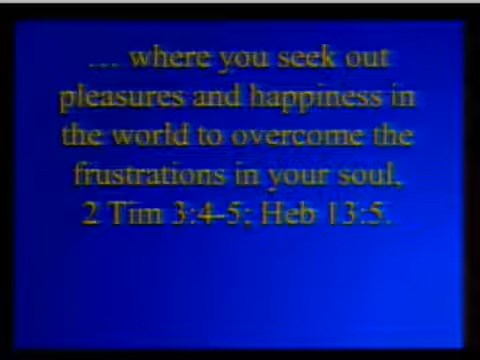 ... where you seek out
pleasures and happiness in
the world to overcome the
frustrations in your soul,
2 Tim 3:4-5; Heb 13:5.